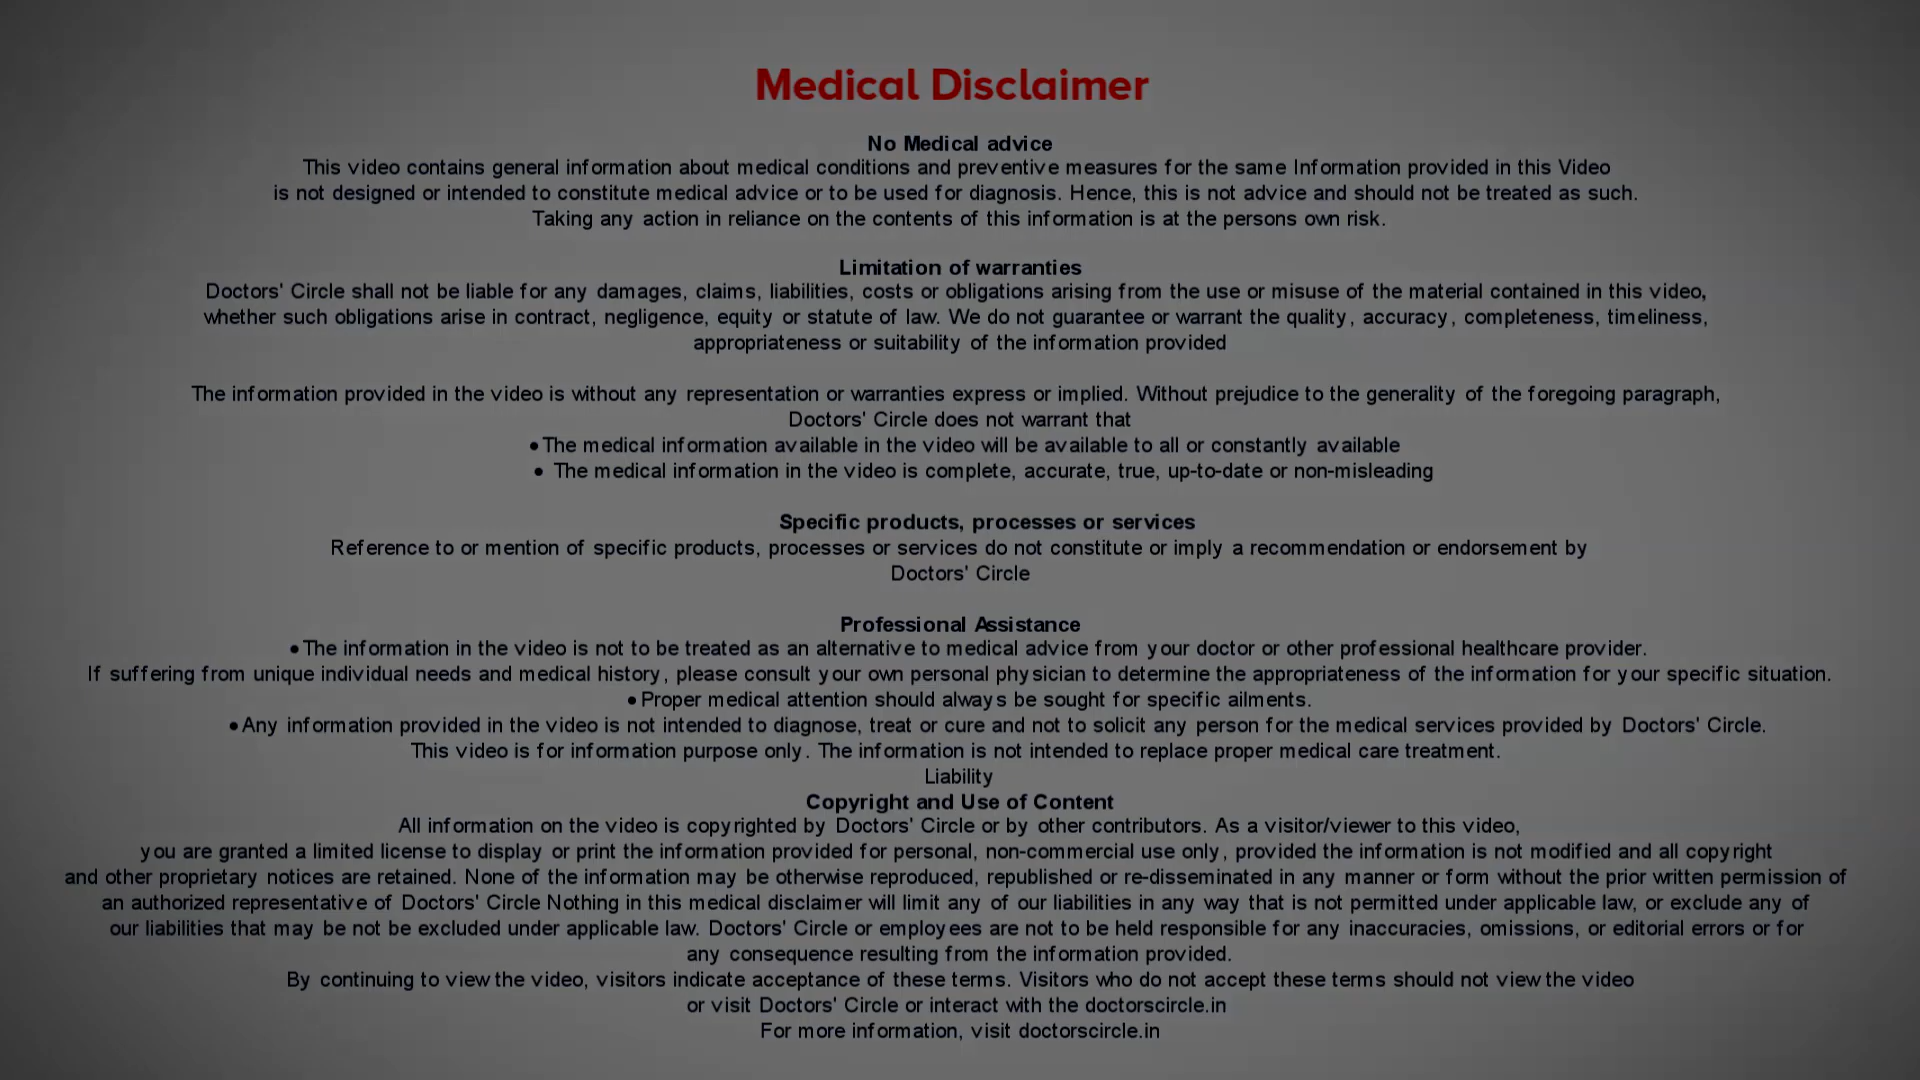 Medical Disclaimer
No Medical advice
This video contains general information about medical conditions and preventive measures for the same Information provided in this Video
is not designed or intended to constitute medical advice or to be used for diagnosis. Hence, this is not advice and should not be treated as such.
Taking any action in reliance on the contents of this information is at the persons own risk.
Limitation of warranties
Doctors' Circle shall not be liable for any damages, claims, liabilities, costs or obligations arising from the use or misuse of the material contained in this video,
whether such obligations arise in contract, negligence, equity or statute of law. We do not guarantee or warrant the quality, accuracy, completeness, timeliness,
appropriateness or suitability of the information provided
The information provided in the video is without any representation or warranties express or implied. Without prejudice to the generality of the foregoing paragraph,
Doctors' Circle does not warrant that
• The medical information available in the video will be available to all or constantly available
• The medical information in the video is complete, accurate, true, up-to-date or non-misleading
Specific products, processes or services
Reference to or mention of specific products, processes or services do not constitute or imply a recommendation or endorsement by
Doctors' Circle
Professional Assistance
• The information in the video is not to be treated as an alternative to medical advice from your doctor or other professional healthcare provider.
If suffering from unique individual needs and medical history, please consult your own personal physician to determine the appropriateness of the information for your specific situation.
• Proper medical attention should always be sought for specific ailments.
• Any information provided in the video is not intended to diagnose, treat or cure and not to solicit any person for the medical services provided by Doctors' Circle.
This video is for information purpose only. The information is not intended to replace proper medical care treatment.
Liability
Copyright and Use of Content
All information on the video is copyrighted by Doctors' Circle or by other contributors. As a visitor/viewer to this video,
you are granted a limited license to display or print the information provided for personal, non-commercial use only, provided the information is not modified and all copyright
and other proprietary notices are retained. None of the information may be otherwise reproduced, republished or re-disseminated in any manner or form without the prior written permission of
an authorized representative of Doctors' Circle Nothing in this medical disclaimer will limit any of our liabilities in any way that is not permitted under applicable law, or exclude any of
our liabilities that may be not be excluded under applicable law. Doctors' Circle or employees are not to be held responsible for any inaccuracies, omissions, or editorial errors or for
any consequence resulting from the information provided.
By continuing to view the video, visitors indicate acceptance of these terms. Visitors who do not accept these terms should not view the video
or visit Doctors' Circle or interact with the doctorscircle.in
For more information, visit doctorscircle.in